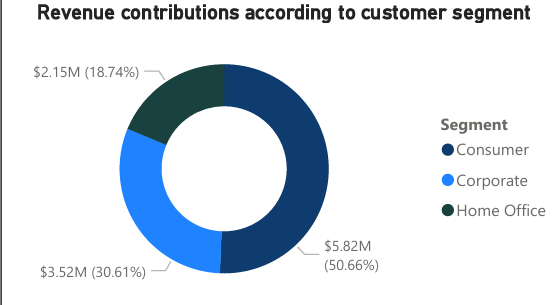 Revenue contributions according to customer segment
$2.15M (18.74%)
Segment
Consumer
Corporate
Home Office
$5.82M
(50.66%)
$3.52M (30.61%)